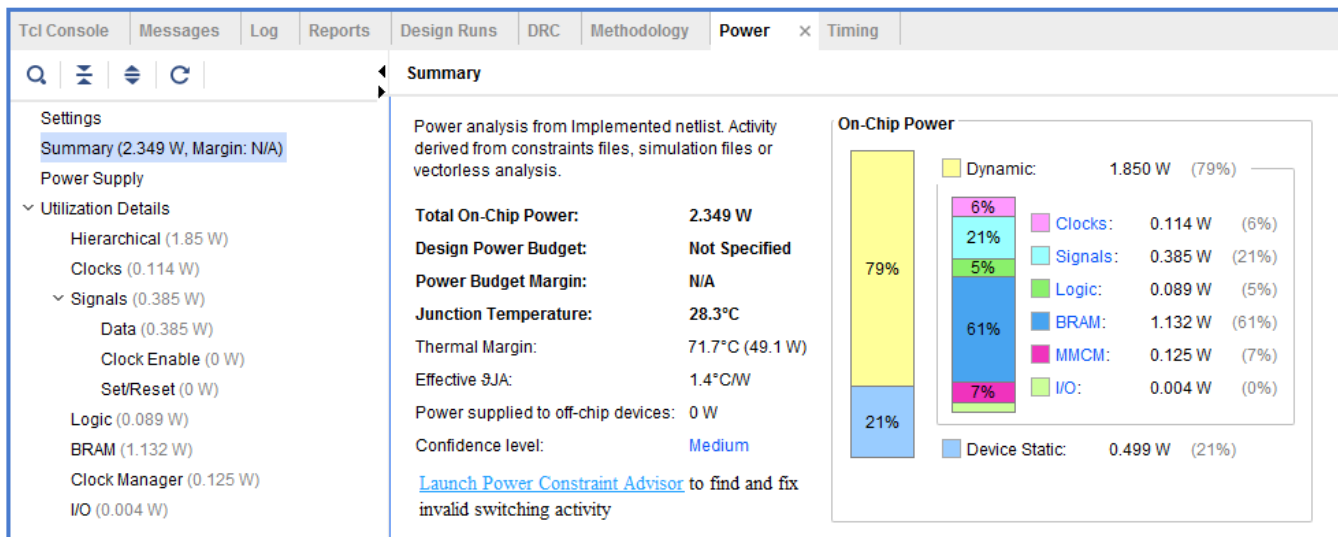 Tcl Console Messages Log Reports Design Runs DRC Methodology Power × Timing
Settings
Summary (2.349 W, Margin: N/A)
Power Supply
Utilization Details
Hierarchical (1.85 W)
Clocks (0.114 W)
Signals (0.385 W)
Data (0.385 W)
Clock Enable (0 W)
Set/Reset (0 W)
Logic (0.089 W)
BRAM (1.132 W)
Clock Manager (0.125 W)
I/O (0.004 W)
Summary
Power analysis from Implemented netlist. Activity
derived from constraints files, simulation files or
vectorless analysis.
Total On-Chip Power: 2.349 W
Design Power Budget: Not Specified
Power Budget Margin: N/A
Junction Temperature: 28.3°C
Thermal Margin: 71.7°C (49.1 W)
Effective ϑJA: 1.4°C/W
Power supplied to off-chip devices: 0 W
Confidence level: Medium
Launch Power Constraint Advisor to find and fix
invalid switching activity
On-Chip Power
79%
21%
Dynamic: 1.850 W (79%)
6%
21%
5%
61%
7%
Clocks: 0.114 W (6%)
Signals: 0.385 W (21%)
Logic: 0.089 W (5%)
BRAM: 1.132 W (61%)
MMCM: 0.125 W (7%)
I/O: 0.004 W (0%)
Device Static: 0.499 W (21%)